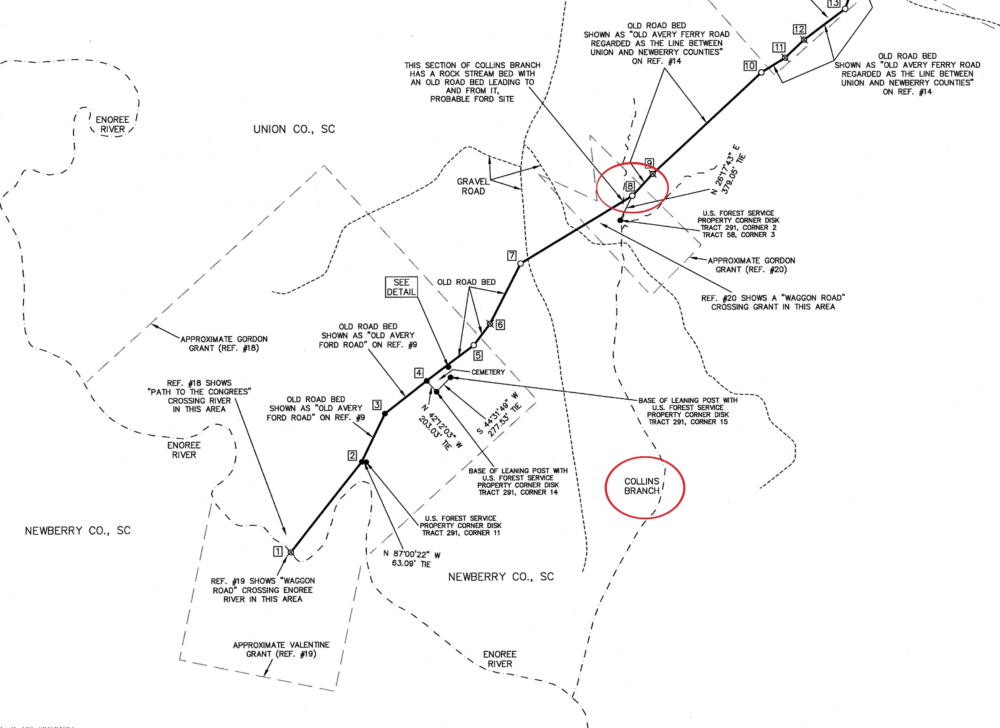 13
12
11
10
OLD ROAD BED
SHOWN AS "OLD AVERY FERRY ROAD
REGARDED AS THE LINE BETWEEN
UNION AND NEWBERRY COUNTIES"
ON REF. #14
OLD ROAD BED
SHOWN AS "OLD AVERY FERRY ROAD
REGARDED AS THE LINE BETWEEN
UNION AND NEWBERRY COUNTIES"
ON REF. #14
THIS SECTION OF COLLINS BRANCH
HAS A ROCK STREAM BED WITH
AN OLD ROAD BED LEADING TO
AND FROM IT,
PROBABLE FORD SITE
ENOREE
RIVER
UNION CO., SC
9
8
N 26°17'43" E
379.05' TIE
GRAVEL
ROAD
U.S. FOREST SERVICE
PROPERTY CORNER DISK
TRACT 291, CORNER 2
TRACT 58, CORNER 3
7
APPROXIMATE GORDON
GRANT (REF. #20)
SEE
DETAIL
OLD ROAD BED
REF. #20 SHOWS A "WAGGON ROAD"
CROSSING GRANT IN THIS AREA
6
OLD ROAD BED
SHOWN AS "OLD AVERY
FORD ROAD" ON REF. #9
APPROXIMATE GORDON
GRANT (REF. #18)
5
4
CEMETERY
REF. #18 SHOWS
"PATH TO THE CONGREES"
CROSSING RIVER
IN THIS AREA
OLD ROAD BED
SHOWN AS "OLD AVERY
FORD ROAD" ON REF. #9
3
N 42°12'03" W
203.03' TIE
S 44°31'49" W
277.53' TIE
BASE OF LEANING POST WITH
U.S. FOREST SERVICE
PROPERTY CORNER DISK
TRACT 291, CORNER 15
ENOREE
RIVER
2
BASE OF LEANING POST WITH
U.S. FOREST SERVICE
PROPERTY CORNER DISK
TRACT 291, CORNER 14
COLLINS
BRANCH
NEWBERRY CO., SC
U.S. FOREST SERVICE
PROPERTY CORNER DISK
TRACT 291, CORNER 11
1
N 87°00'22" W
63.09' TIE
REF. #19 SHOWS "WAGGON
ROAD" CROSSING ENOREE
RIVER IN THIS AREA
NEWBERRY CO., SC
APPROXIMATE VALENTINE
GRANT (REF. #19)
ENOREE
RIVER